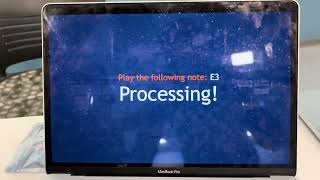 Play the following note: E3
Processing!
MacBook Pro